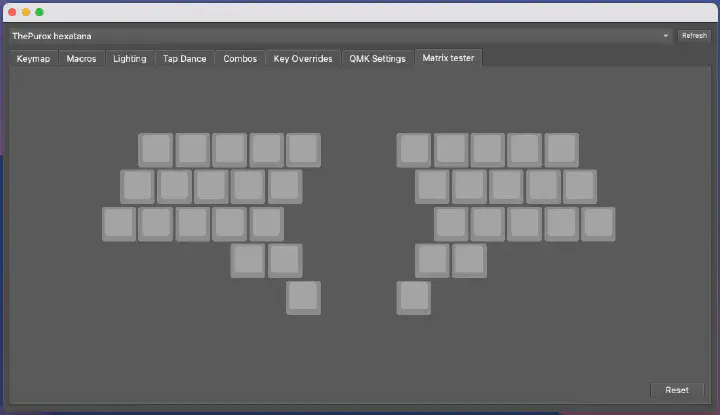 ThePurox hexatana
Refresh
Keymap Macros Lighting Tap Dance Combos Key Overrides QMK Settings Matrix tester
Reset